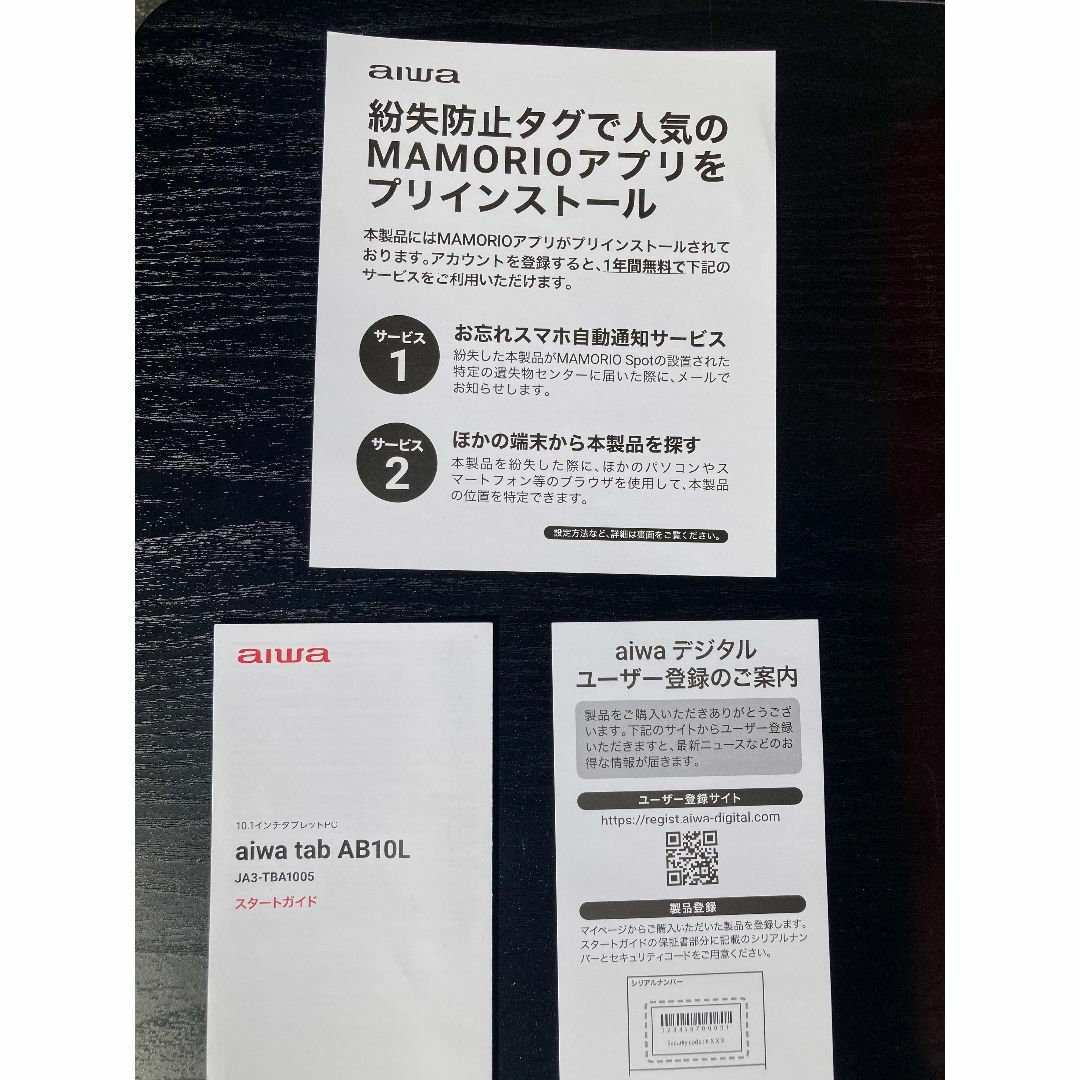 aiwa
紛失防止タグで人気の
MAMORIOアプリを
プリインストール
本製品にはMAMORIOアプリがプリインストールされて
おります。アカウントを登録すると、1年間無料で下記の
サービスをご利用いただけます。
サービス
1
お忘れスマホ自動通知サービス
紛失した本製品がMAMORIO Spotの設置された
特定の遺失物センターに届いた際に、メールで
お知らせします。
サービス
2
ほかの端末から本製品を探す
本製品を紛失した際に、ほかのパソコンやス
マートフォン等のブラウザを使用して、本製品
の位置を特定できます。
設定方法など、詳細は裏面をご覧ください。
aiwa
10.1インチタブレットPC
aiwa tab AB10L
JA3-TBA1005
スタートガイド
aiwa デジタル
ユーザー登録のご案内
製品をご購入いただきありがとうござ
います。下記のサイトからユーザー登録
いただきますと、最新ニュースなどのお
得な情報が届きます。
ユーザー登録サイト
https://regist.aiwa-digital.com
製品登録
マイページからご購入いただいた製品を登録します。
スタートガイドの保証書部分に記載のシリアルナン
バーとセキュリティコードをご用意ください。
シリアルナンバー
Security code : X X X X